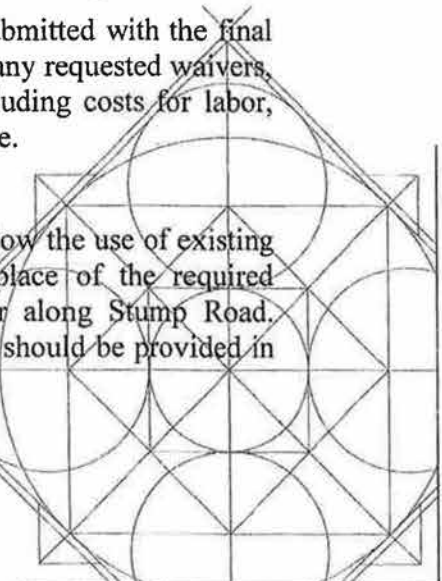 bmitted with the final
any requested waivers,
luding costs for labor,
e.
ow the use of existing
place of the required
r along Stump Road.
should be provided in